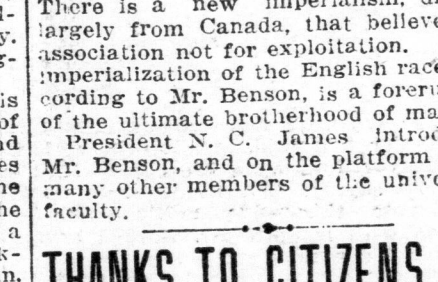 There is a new imperialism, d
largely from Canada, that believe
association not for exploitation.
imperialization of the English race
cording to Mr. Benson, is a foreru
of the ultimate brotherhood of ma
President N. C. James introd
Mr. Benson, and on the platform
many other members of the unive
faculty.
THANKS TO CITIZENS